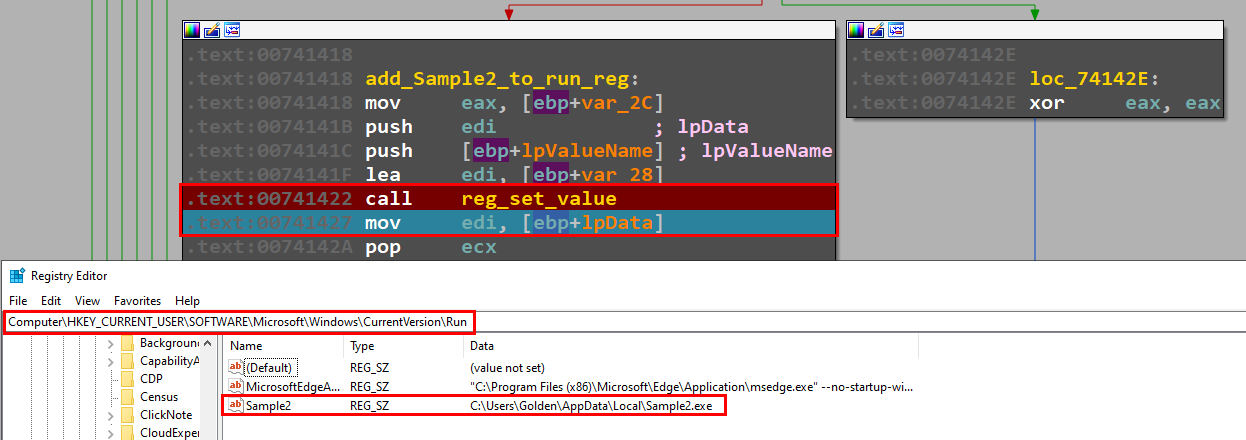 .text:00741418
.text:00741418 add_Sample2_to_run_reg:
.text:00741418 mov eax, [ebp+var_2C]
.text:0074141B push edi ; lpData
.text:0074141C push [ebp+lpValueName] ; lpValueName
.text:0074141F lea edi, [ebp+var_28]
.text:00741422 call reg_set_value
.text:00741427 mov edi, [ebp+lpData]
.text:0074142A pop ecx
.text:0074142E
.text:0074142E loc_74142E:
.text:0074142E xor eax, eax
Registry Editor
File Edit View Favorites Help
Computer\HKEY_CURRENT_USER\SOFTWARE\Microsoft\Windows\CurrentVersion\Run
Backgroun
CapabilityA
CDP
Census
ClickNote
CloudExper
Name Type Data
(Default) REG_SZ (value not set)
MicrosoftEdgeA... REG_SZ "C:\Program Files (x86)\Microsoft\Edge\Application\msedge.exe" --no-startup-wi...
Sample2 REG_SZ C:\Users\Golden\AppData\Local\Sample2.exe